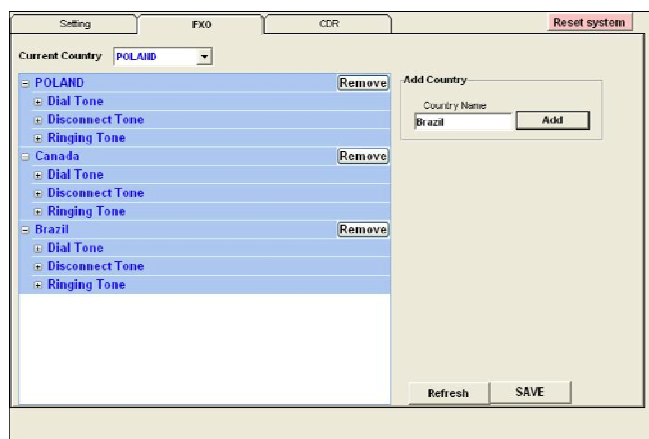 Setting FXO CDR Reset system
Current Country POLAND
POLAND Remove
Dial Tone
Disconnect Tone
Ringing Tone
Canada Remove
Dial Tone
Disconnect Tone
Ringing Tone
Brazil Remove
Dial Tone
Disconnect Tone
Ringing Tone
Add Country
Country Name
Brazil Add
Refresh SAVE